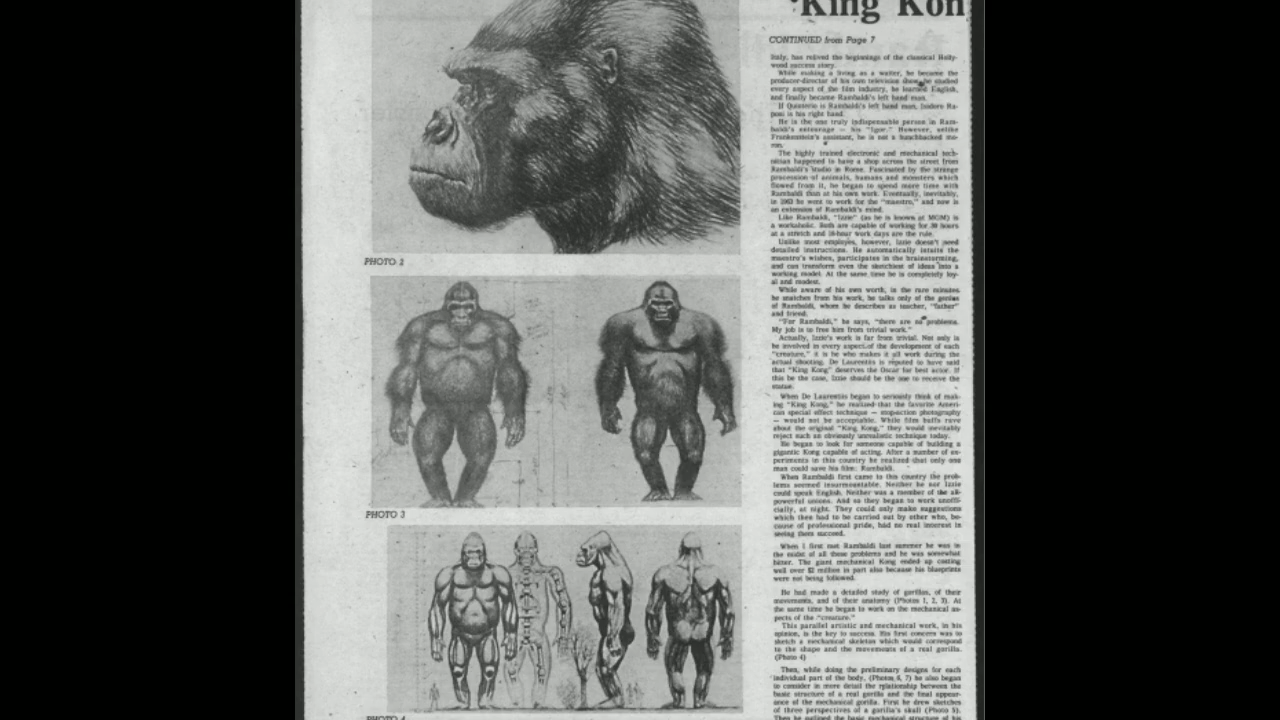 'King Kon
CONTINUED from Page 7
Italy, has relived the beginnings of the classical Holly-
wood success story.
While making a living as a waiter, he became the
producer-director of his own television show, he studied
every aspect of the film industry, he learned English,
and finally became Rambaldi's left hand man.
If Quinterio is Rambaldi's left hand man, Isidoro Ra-
poni is his right hand.
He is the one truly indispensable person in Ram-
baldi's entourage — his "Igor." However, unlike
Frankenstein's assistant, he is not a hunchbacked mo-
ron.
The highly trained electronic and mechanical tech-
nician happened to have a shop across the street from
Rambaldi's studio in Rome. Fascinated by the strange
procession of animals, humans and monsters which
flowed from it, he began to spend more time with
Rambaldi than at his own work. Eventually, inevitably,
in 1963 he went to work for the "maestro," and now is
an extension of Rambaldi's mind.
Like Rambaldi, "Izzie" (as he is known at MGM) is
a workaholic. Both are capable of working for 30 hours
at a stretch and 16-hour work days are the rule.
Unlike most employes, however, Izzie doesn't need
detailed instructions. He automatically intuits the
maestro's wishes, participates in the brainstorming,
and can transform even the sketchiest of ideas into a
working model. At the same time he is completely loy-
al and modest.
While aware of his own worth, in the rare minutes
he snatches from his work, he talks only of the genius
of Rambaldi, whom he describes as teacher, "father"
and friend.
"For Rambaldi," he says, "there are no problems.
My job is to free him from trivial work."
Actually, Izzie's work is far from trivial. Not only is
he involved in every aspect of the development of each
"creature," it is he who makes it all work during the
actual shooting. De Laurentiis is reputed to have said
that "King Kong" deserves the Oscar for best actor. If
this be the case, Izzie should be the one to receive the
statue.
When De Laurentiis began to seriously think of mak-
ing "King Kong," he realized that the favorite Ameri-
can special effect technique — stop-action photography
— would not be acceptable. While film buffs rave
about the original "King Kong," they would inevitably
reject such an obviously unrealistic technique today.
He began to look for someone capable of building a
gigantic Kong capable of acting. After a number of ex-
periments in this country he realized that only one
man could save his film: Rambaldi.
When Rambaldi first came to this country the prob-
lems seemed insurmountable. Neither he nor Izzie
could speak English. Neither was a member of the all-
powerful unions. And so they began to work unoffi-
cially, at night. They could only make suggestions
which then had to be carried out by other who, be-
cause of professional pride, had no real interest in
seeing them succeed.
When I first met Rambaldi last summer he was in
the midst of all these problems and he was somewhat
bitter. The giant mechanical Kong ended up costing
well over $2 million in part also because his blueprints
were not being followed.
He had made a detailed study of gorillas, of their
movements, and of their anatomy (Photos 1, 2, 3). At
the same time he began to work on the mechanical as-
pects of the "creature."
This parallel artistic and mechanical work, in his
opinion, is the key to success. His first concern was to
sketch a mechanical skeleton which would correspond
to the shape and the movements of a real gorilla.
(Photo 4)
Then, while doing the preliminary designs for each
individual part of the body, (Photos 6, 7) he also began
to consider in more detail the relationship between the
basic structure of a real gorilla and the final appear-
ance of the mechanical gorilla. First he drew sketches
of three perspectives of a gorilla's skull (Photo 5).
Then he outlined the basic mechanical structure of his
PHOTO 2
PHOTO 3
PHOTO 4